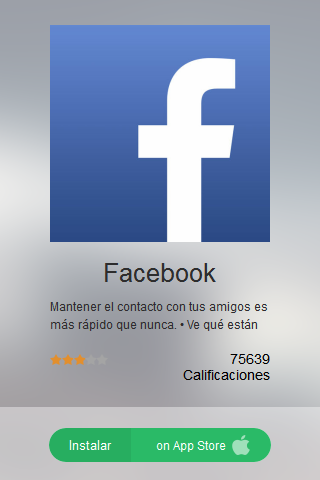 Facebook
Mantener el contacto con tus amigos es
más rápido que nunca. • Ve qué están
75639
Calificaciones
Instalar
on App Store